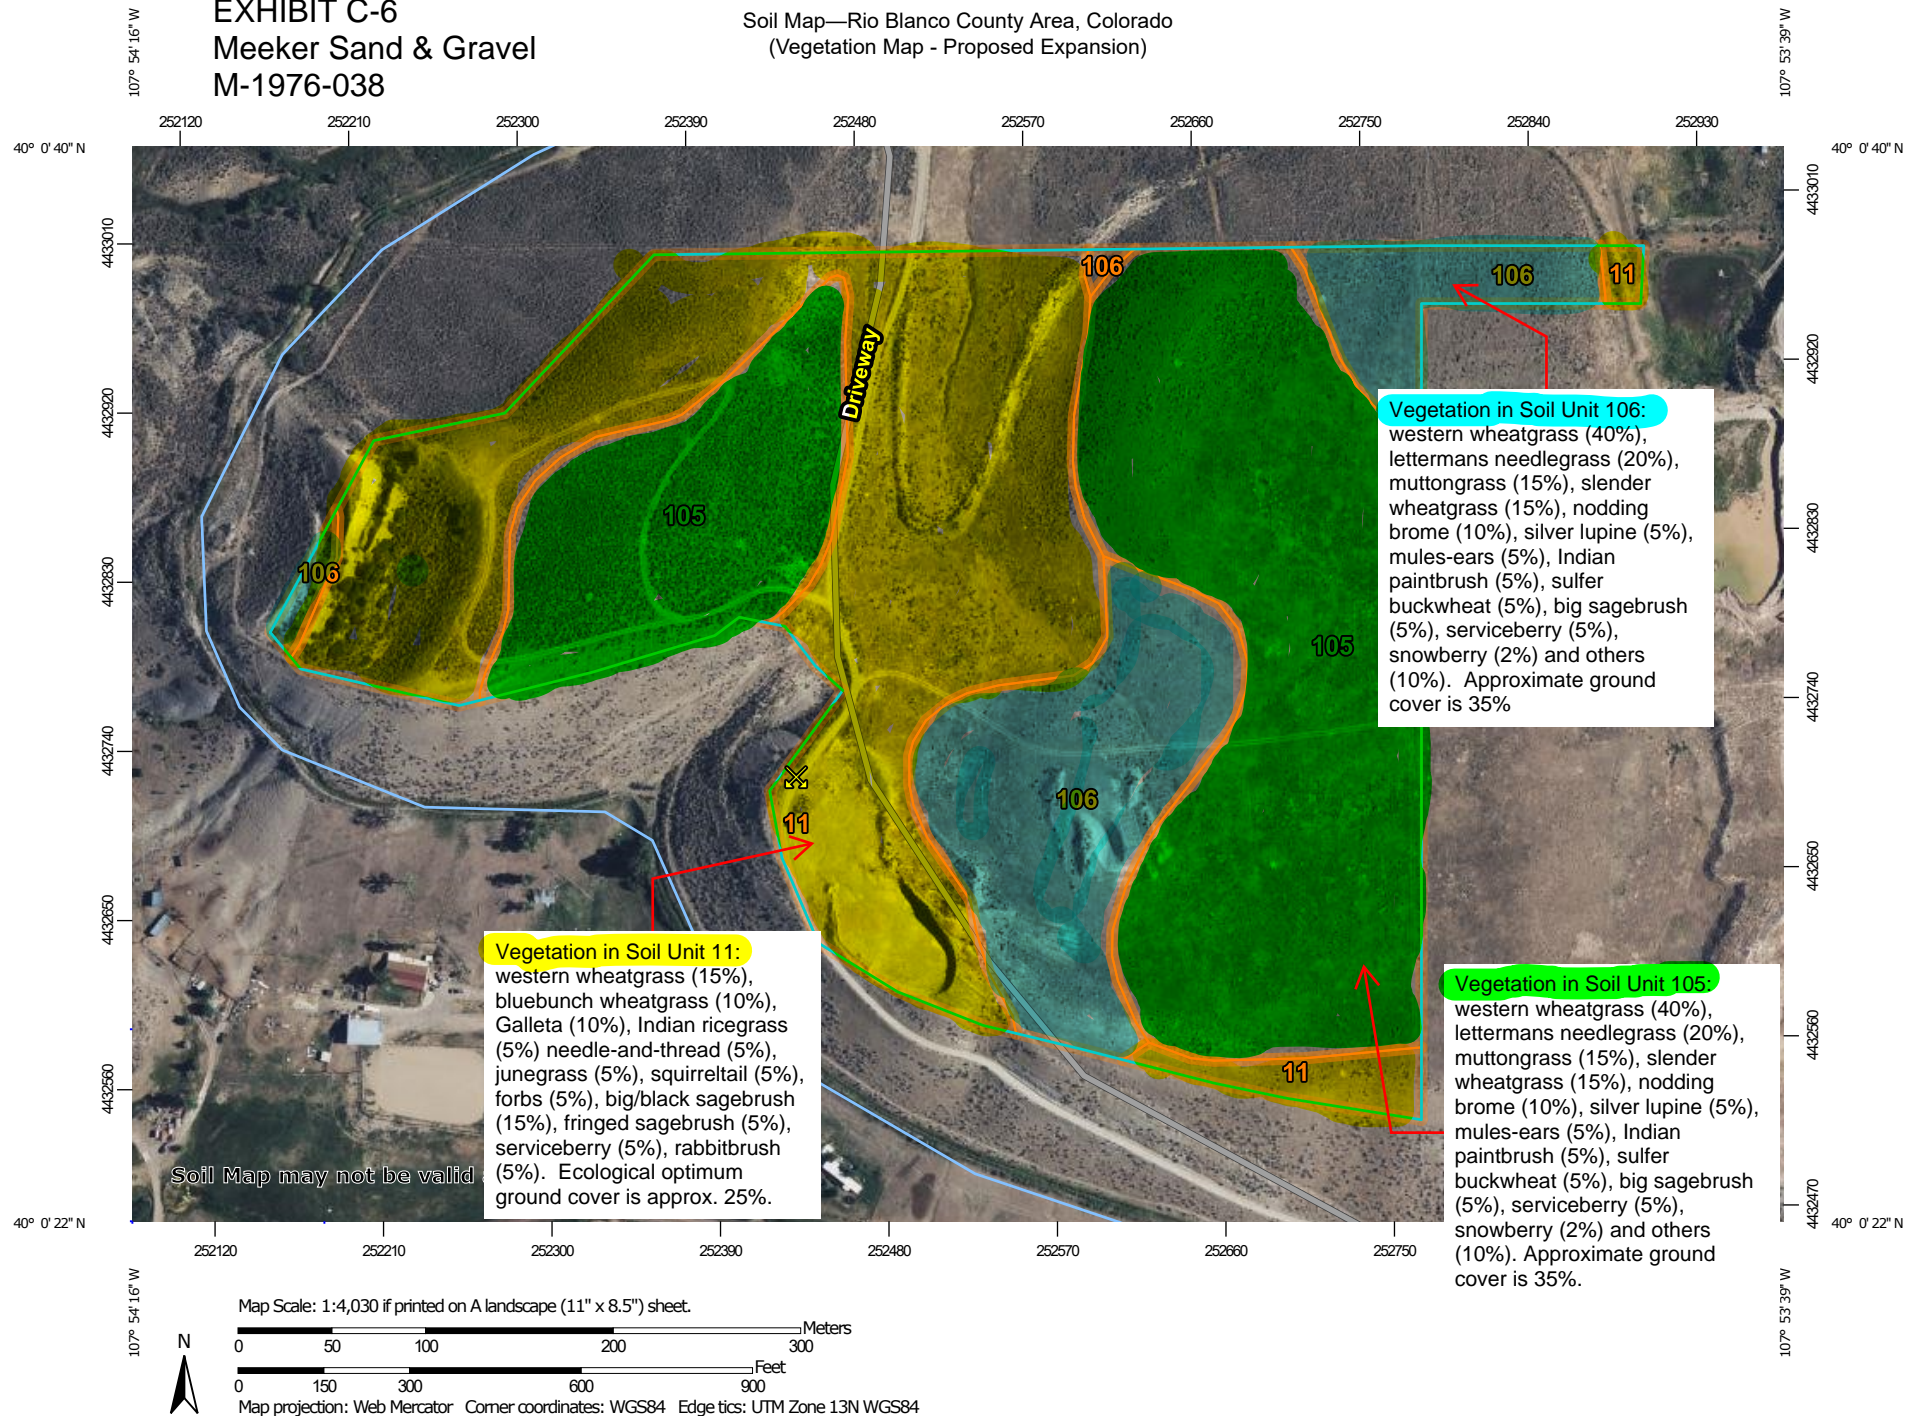 EXHIBIT C-6
Meeker Sand & Gravel
M-1976-038
Soil Map—Rio Blanco County Area, Colorado
(Vegetation Map - Proposed Expansion)
107° 54' 16" W
107° 53' 39" W
252120 252210 252300 252390 252480 252570 252660 252750 252840 252930
40° 0' 40" N
40° 0' 40" N
4433010
4432920
4432830
4432740
4432650
4432560
4433010
4432920
4432830
4432740
4432650
4432560
4432470
106
106
11
Driveway
105
106
105
106
11
11
Vegetation in Soil Unit 106:
western wheatgrass (40%),
lettermans needlegrass (20%),
muttongrass (15%), slender
wheatgrass (15%), nodding
brome (10%), silver lupine (5%),
mules-ears (5%), Indian
paintbrush (5%), sulfer
buckwheat (5%), big sagebrush
(5%), serviceberry (5%),
snowberry (2%) and others
(10%). Approximate ground
cover is 35%
Vegetation in Soil Unit 11:
western wheatgrass (15%),
bluebunch wheatgrass (10%),
Galleta (10%), Indian ricegrass
(5%) needle-and-thread (5%),
junegrass (5%), squirreltail (5%),
forbs (5%), big/black sagebrush
(15%), fringed sagebrush (5%),
serviceberry (5%), rabbitbrush
(5%). Ecological optimum
ground cover is approx. 25%.
Vegetation in Soil Unit 105:
western wheatgrass (40%),
lettermans needlegrass (20%),
muttongrass (15%), slender
wheatgrass (15%), nodding
brome (10%), silver lupine (5%),
mules-ears (5%), Indian
paintbrush (5%), sulfer
buckwheat (5%), big sagebrush
(5%), serviceberry (5%),
snowberry (2%) and others
(10%). Approximate ground
cover is 35%.
Soil Map may not be valid
40° 0' 22" N
40° 0' 22" N
252120 252210 252300 252390 252480 252570 252660 252750
107° 54' 16" W
107° 53' 39" W
Map Scale: 1:4,030 if printed on A landscape (11" x 8.5") sheet.
Meters
0 50 100 200 300
Feet
0 150 300 600 900
N
Map projection: Web Mercator Corner coordinates: WGS84 Edge tics: UTM Zone 13N WGS84